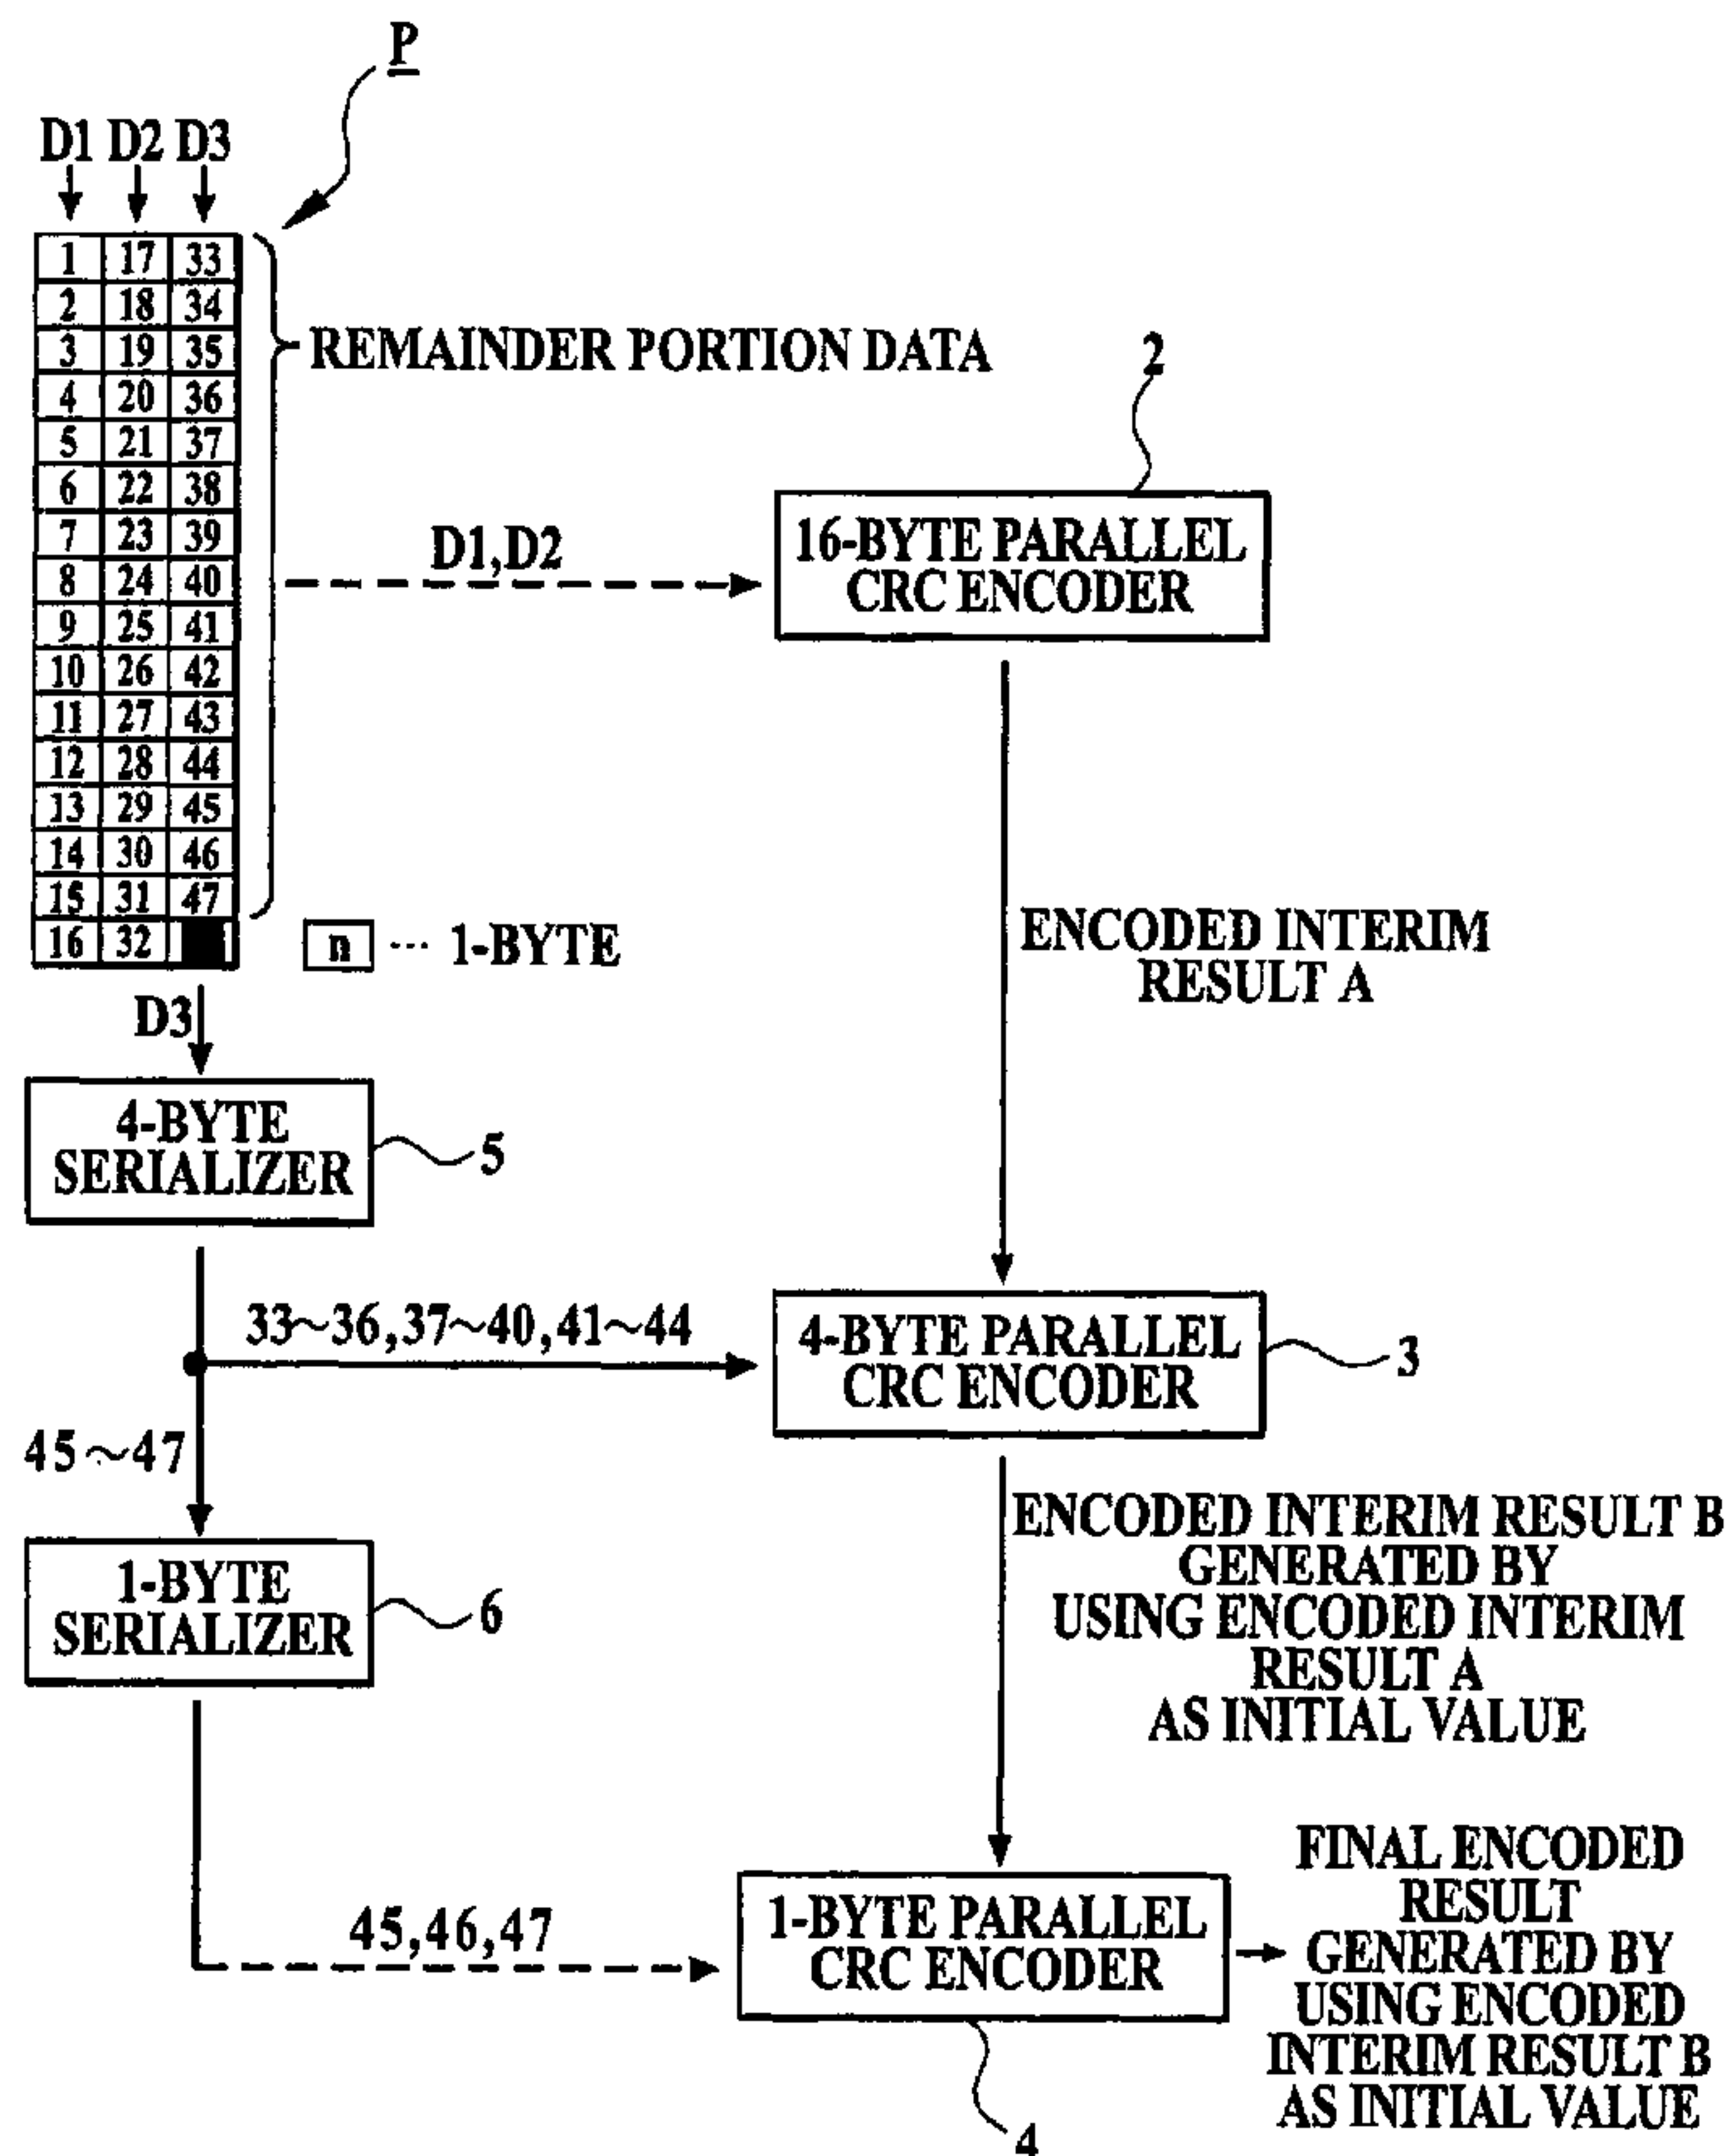 P
D1 D2 D3
1 17 33
2 18 34
3 19 35
4 20 36
5 21 37
6 22 38
7 23 39
8 24 40
9 25 41
10 26 42
11 27 43
12 28 44
13 29 45
14 30 46
15 31 47
16 32
REMAINDER PORTION DATA
n ··· 1-BYTE
D1,D2
2
16-BYTE PARALLEL
CRC ENCODER
ENCODED INTERIM
RESULT A
D3
4-BYTE
SERIALIZER
5
33~36,37~40,41~44
4-BYTE PARALLEL
CRC ENCODER
3
45~47
1-BYTE
SERIALIZER
6
ENCODED INTERIM RESULT B
GENERATED BY
USING ENCODED INTERIM
RESULT A
AS INITIAL VALUE
45,46,47
1-BYTE PARALLEL
CRC ENCODER
4
FINAL ENCODED
RESULT
GENERATED BY
USING ENCODED
INTERIM RESULT B
AS INITIAL VALUE